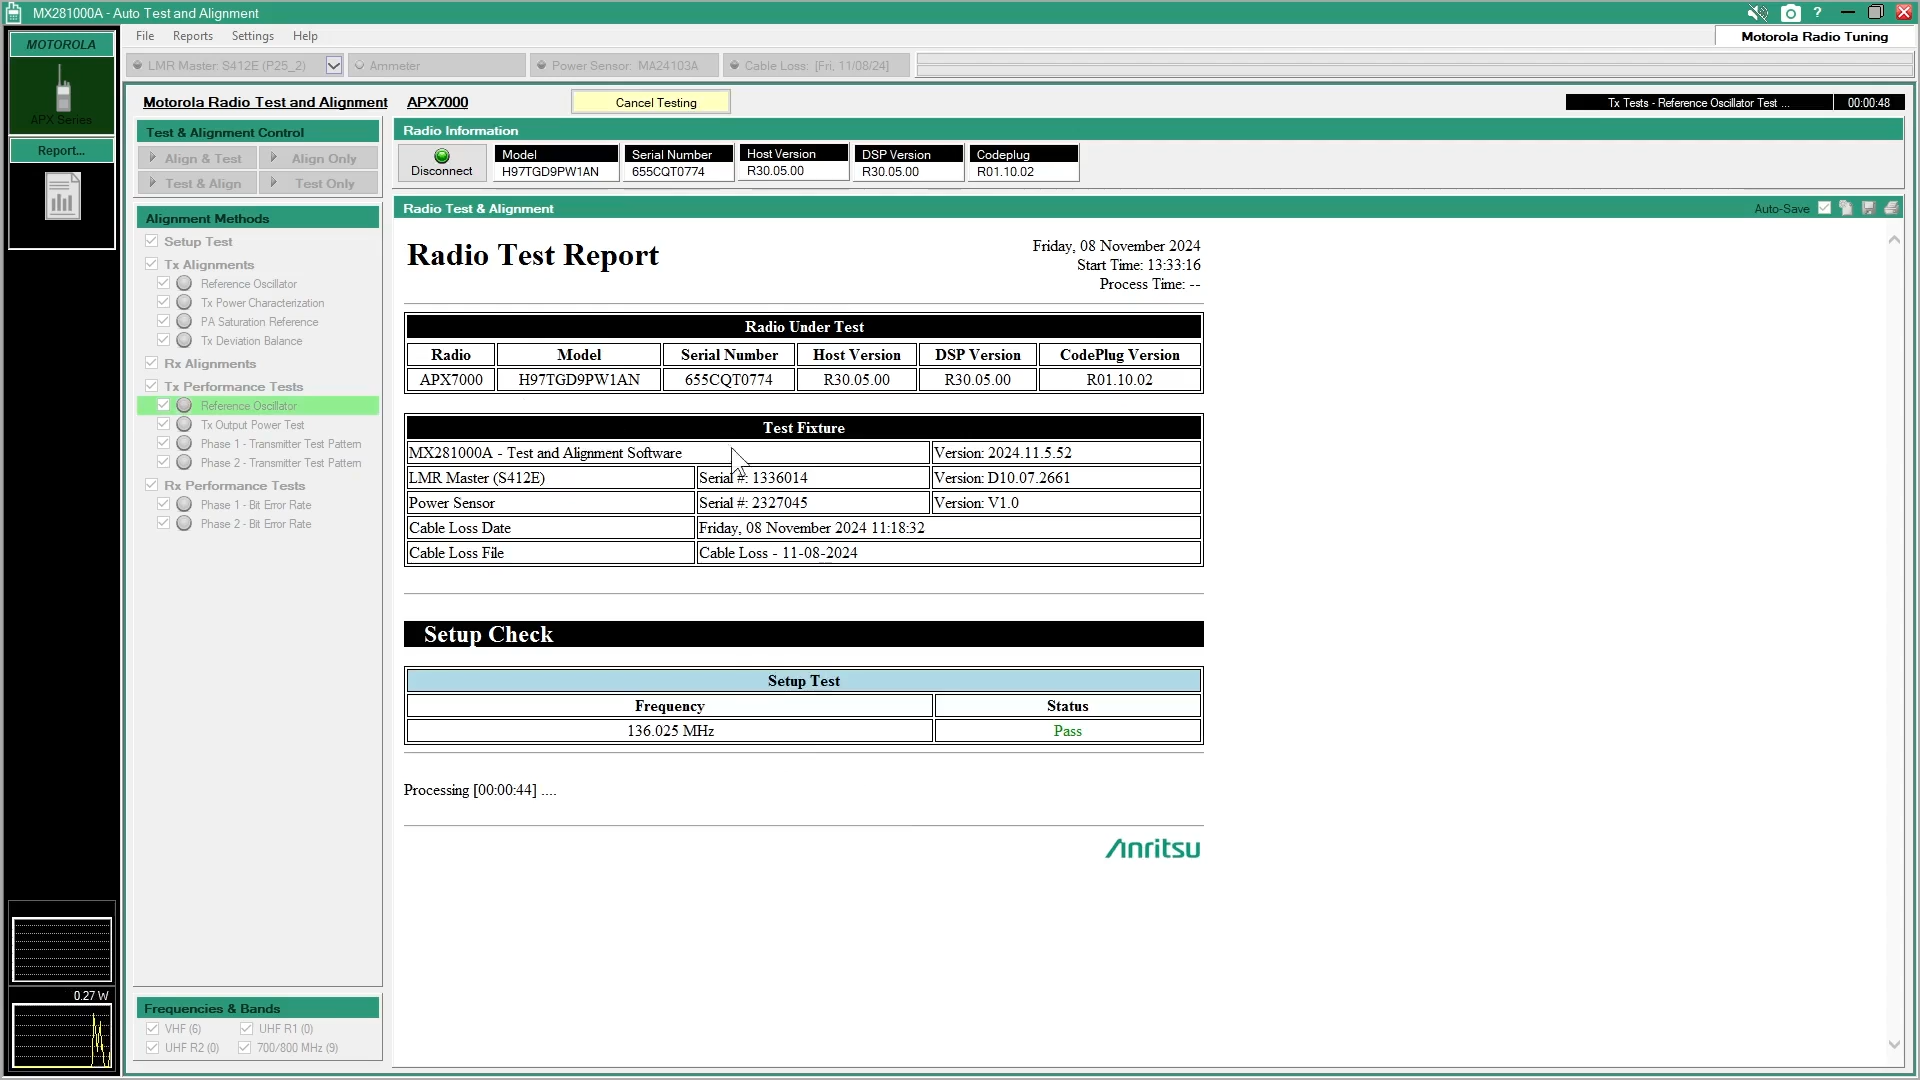 MX281000A - Auto Test and Alignment
?
MOTOROLA
APX Series
Report...
0.27 W
File Reports Settings Help
Motorola Radio Tuning
LMR Master: S412E (P25_2) Ammeter Power Sensor: MA24103A Cable Loss: [Fri, 11/08/24]
Motorola Radio Test and Alignment APX7000 Cancel Testing Tx Tests - Reference Oscillator Test ... 00:00:48
Test & Alignment Control
Align & Test Align Only
Test & Align Test Only
Alignment Methods
Setup Test
Tx Alignments
Reference Oscillator
Tx Power Characterization
PA Saturation Reference
Tx Deviation Balance
Rx Alignments
Tx Performance Tests
Reference Oscillator
Tx Output Power Test
Phase 1 - Transmitter Test Pattern
Phase 2 - Transmitter Test Pattern
Rx Performance Tests
Phase 1 - Bit Error Rate
Phase 2 - Bit Error Rate
Frequencies & Bands
VHF (6) UHF R1 (0)
UHF R2 (0) 700/800 MHz (9)
Radio Information
Disconnect
Model Serial Number Host Version DSP Version Codeplug
H97TGD9PW1AN 655CQT0774 R30.05.00 R30.05.00 R01.10.02
Radio Test & Alignment Auto-Save
Radio Test Report
Friday, 08 November 2024
Start Time: 13:33:16
Process Time: --
Radio Under Test
Radio Model Serial Number Host Version DSP Version CodePlug Version
APX7000 H97TGD9PW1AN 655CQT0774 R30.05.00 R30.05.00 R01.10.02
Test Fixture
MX281000A - Test and Alignment Software Version: 2024.11.5.52
LMR Master (S412E) Serial #: 1336014 Version: D10.07.2661
Power Sensor Serial #: 2327045 Version: V1.0
Cable Loss Date Friday, 08 November 2024 11:18:32
Cable Loss File Cable Loss - 11-08-2024
Setup Check
Setup Test
Frequency Status
136.025 MHz Pass
Processing [00:00:44] ....
Anritsu